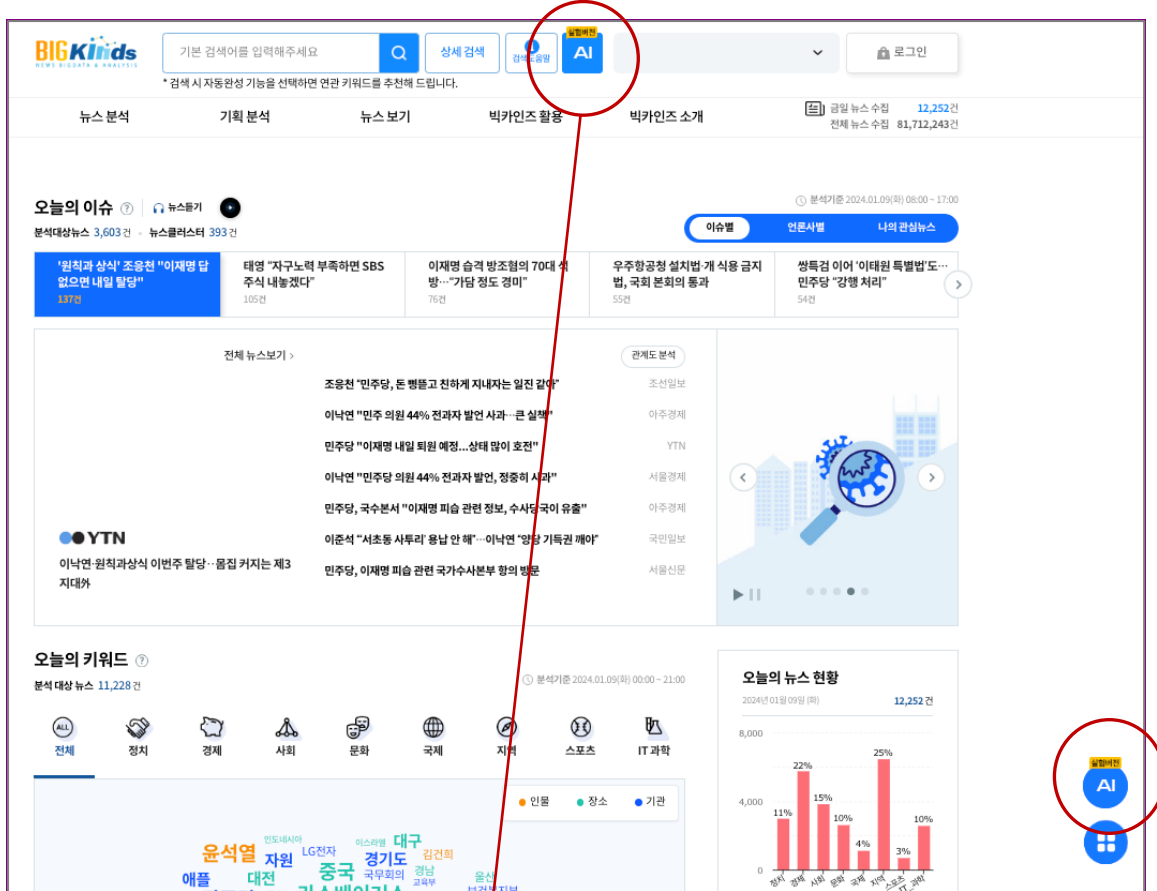 BIGKinds
NEWS BIGDATA & ANALYSIS
기본 검색어를 입력해주세요
상세 검색
검색 도움말
실험버전
AI
로그인
* 검색 시 자동완성 기능을 선택하면 연관 키워드를 추천해 드립니다.
뉴스 분석
기획 분석
뉴스 보기
빅카인즈 활용
빅카인즈 소개
금일 뉴스 수집 12,252건
전체 뉴스 수집 81,712,243건
오늘의 이슈
뉴스듣기
분석기준 2024.01.09(화) 08:00 ~ 17:00
분석대상뉴스 3,603 건 - 뉴스클러스터 393 건
이슈별
언론사별
나의 관심뉴스
'원칙과 상식' 조응천 "이재명 답
없으면 내일 탈당"
137건
태영 "자구노력 부족하면 SBS
주식 내놓겠다"
105건
이재명 습격 방조혐의 70대 석
방…"가담 정도 경미"
76건
우주항공청 설치법·개 식용 금지
법, 국회 본회의 통과
55건
쌍특검 이어 '이태원 특별법'도…
민주당 "강행 처리"
54건
전체 뉴스보기 >
관계도 분석
조응천 "민주당, 돈 삥뜯고 친하게 지내자는 일진 같아"
조선일보
이낙연 "민주 의원 44% 전과자 발언 사과…큰 실책"
아주경제
민주당 "이재명 내일 퇴원 예정...상태 많이 호전"
YTN
이낙연 "민주당 의원 44% 전과자 발언, 정중히 사과"
서울경제
민주당, 국수본서 "이재명 피습 관련 정보, 수사당국이 유출"
아주경제
이준석 "'서초동 사투리' 용납 안 해"…이낙연 "양당 기득권 깨야"
국민일보
민주당, 이재명 피습 관련 국가수사본부 항의 방문
서울신문
YTN
이낙연·원칙과상식 이번주 탈당‥몸집 커지는 제3
지대外
오늘의 키워드
분석 대상 뉴스 11,228 건
분석기준 2024.01.09(화) 00:00 ~ 21:00
ALL
전체
정치
경제
사회
문화
국제
지역
스포츠
IT 과학
인물
장소
기관
윤석열
인도네시아
자원
LG전자
이스라엘
대구
경기도
김건희
애플
대전
중국
국무회의
경남
교육부
울산
오늘의 뉴스 현황
2024년 01월 09일 (화)
12,252 건
8,000
4,000
0
11%
22%
15%
10%
4%
25%
3%
10%
정치
경제
사회
문화
국제
지역
스포츠
IT_과학
실험버전
AI